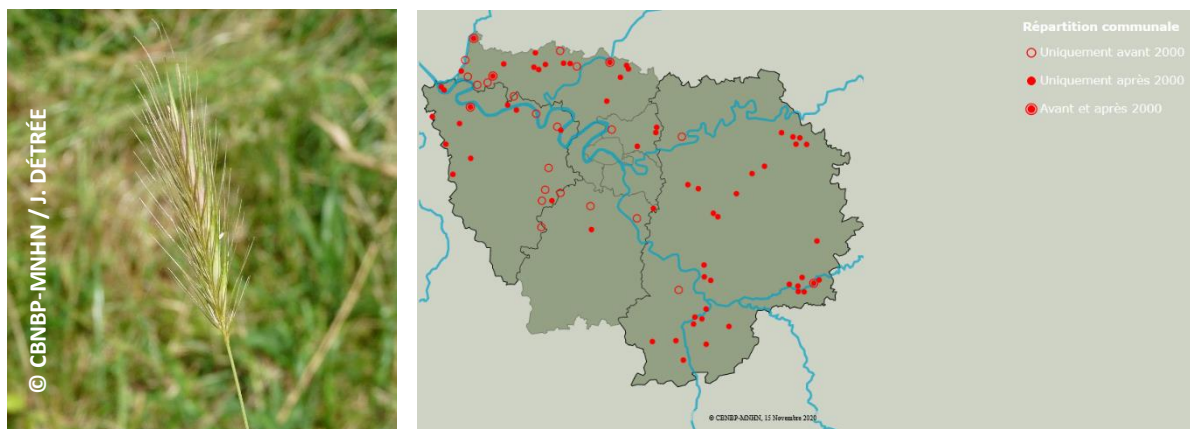 © CBNBP-MNHN / J. DÉTRÉE
Répartition communale
Uniquement avant 2000
Uniquement après 2000
Avant et après 2000
© CBNBP-MNHN, 15 Novembre 2020